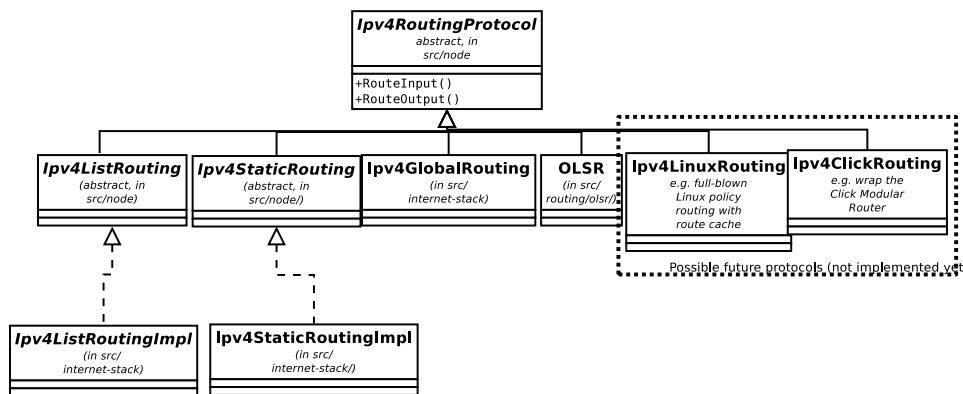 Ipv4RoutingProtocol
abstract, in
src/node
+RouteInput()
+RouteOutput()
Ipv4ListRouting
(abstract, in
src/node)
Ipv4StaticRouting
(abstract, in
src/node/)
Ipv4GlobalRouting
(in src/
internet-stack)
OLSR
(in src/
routing/olsr/)
Ipv4LinuxRouting
e.g. full-blown
Linux policy
routing with
route cache
Ipv4ClickRouting
e.g. wrap the
Click Modular
Router
Possible future protocols (not implemented yet
Ipv4ListRoutingImpl
(in src/
internet-stack)
Ipv4StaticRoutingImpl
(in src/
internet-stack/)